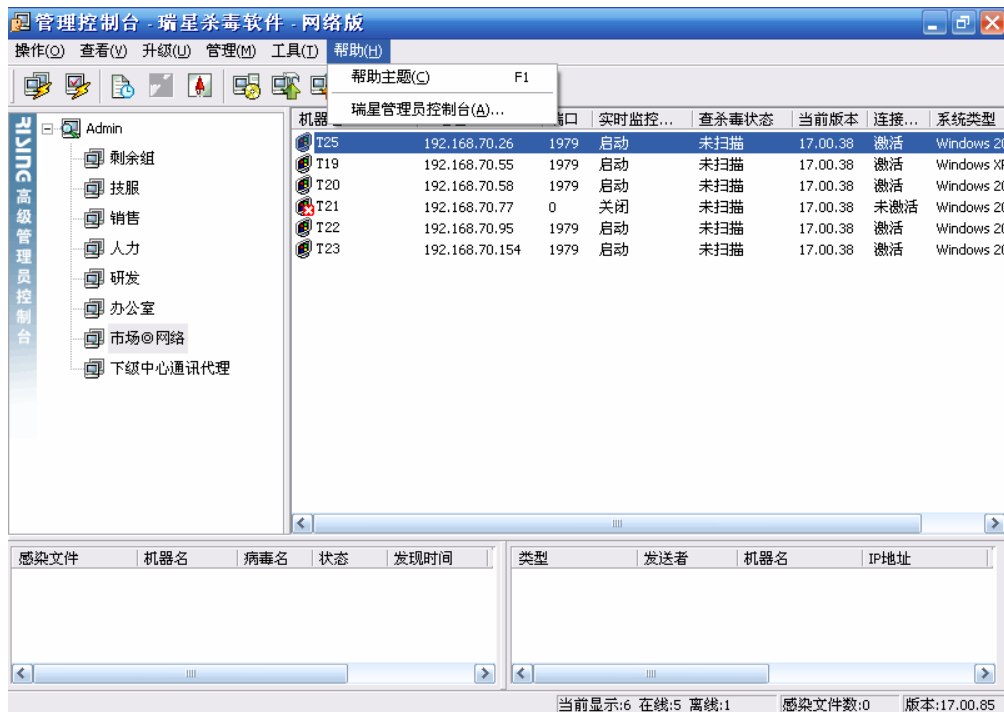 管理控制台 - 瑞星杀毒软件 - 网络版
操作(O) 查看(V) 升级(U) 管理(M) 工具(T) 帮助(H)
帮助主题(C) F1
瑞星管理员控制台(A)...
RISING 高级管理员控制台
Admin
剩余组
技服
销售
人力
研发
办公室
市场◎网络
下级中心通讯代理
机器 端口 实时监控... 查杀毒状态 当前版本 连接... 系统类型
T25 192.168.70.26 1979 启动 未扫描 17.00.38 激活 Windows 20
T19 192.168.70.55 1979 启动 未扫描 17.00.38 激活 Windows XP
T20 192.168.70.58 1979 启动 未扫描 17.00.38 激活 Windows 20
T21 192.168.70.77 0 关闭 未扫描 17.00.38 未激活 Windows 20
T22 192.168.70.95 1979 启动 未扫描 17.00.38 激活 Windows 20
T23 192.168.70.154 1979 启动 未扫描 17.00.38 激活 Windows 20
感染文件 机器名 病毒名 状态 发现时间
类型 发送者 机器名 IP地址
当前显示:6 在线:5 离线:1 感染文件数:0 版本:17.00.85